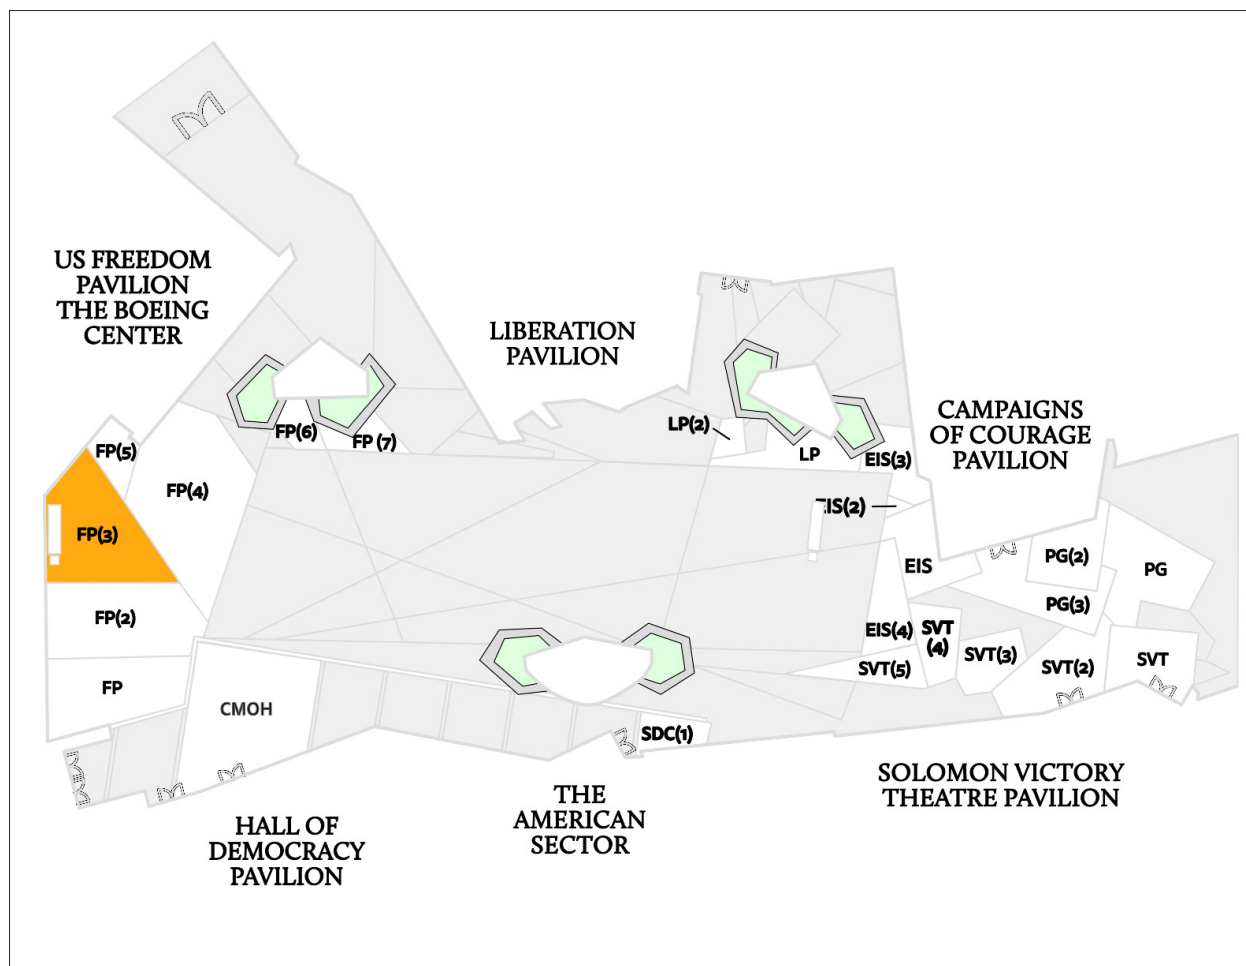 US FREEDOM
PAVILION
THE BOEING
CENTER
LIBERATION
PAVILION
CAMPAIGNS
OF COURAGE
PAVILION
FP(5)
FP(6)
FP (7)
LP(2)
LP
EIS(3)
FP(4)
EIS(2)
FP(3)
EIS
PG(2)
PG
PG(3)
FP(2)
EIS(4)
SVT
(4)
SVT(3)
SVT(5)
SVT(2)
SVT
FP
CMOH
SDC(1)
SOLOMON VICTORY
THEATRE PAVILION
THE
AMERICAN
SECTOR
HALL OF
DEMOCRACY
PAVILION